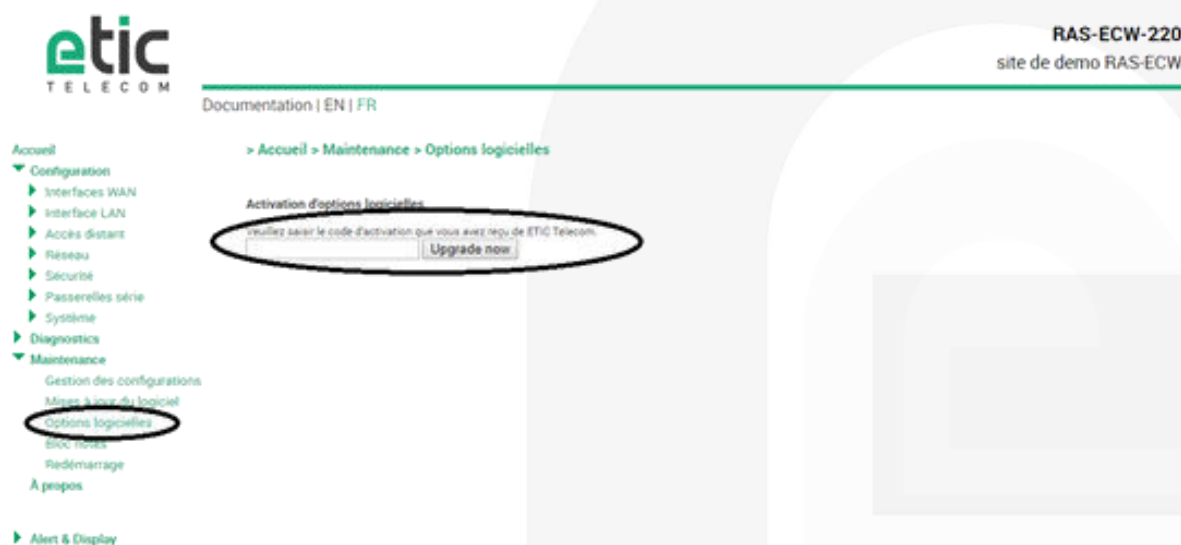 etic
TELECOM
RAS-ECW-220
site de demo RAS-ECW
Documentation | EN | FR
Accueil
Configuration
Interfaces WAN
Interface LAN
Accès distant
Réseau
Sécurité
Passerelles série
Système
Diagnostics
Maintenance
Gestion des configurations
Mises à jour du logiciel
Options logicielles
Bloc notes
Redémarrage
À propos
Alert & Display
> Accueil > Maintenance > Options logicielles
Activation d'options logicielles
Veuillez saisir le code d'activation que vous avez reçu de ETIC Telecom.
Upgrade now